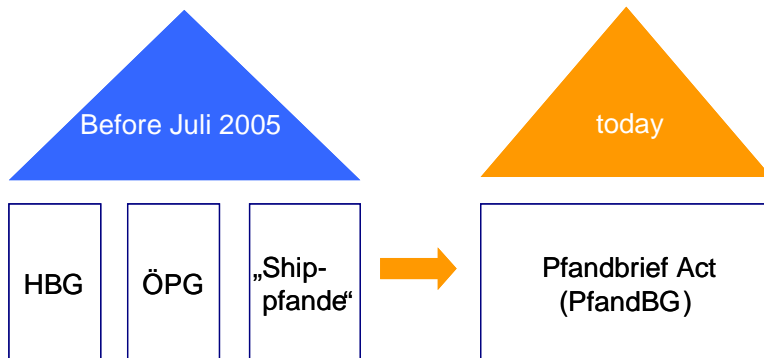 Before Juli 2005
today
HBG
ÖPG
„Ship-
pfande“
Pfandbrief Act
(PfandBG)